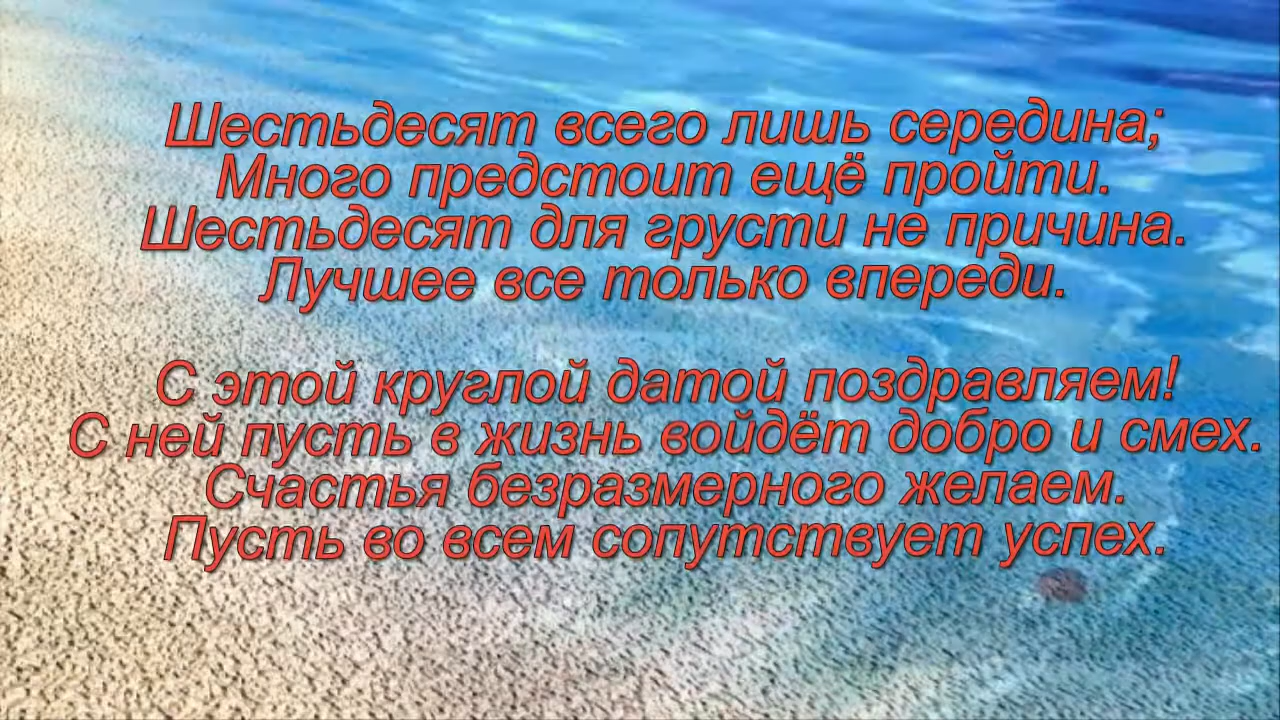 Шестьдесят всего лишь середина;
Много предстоит ещё пройти.
Шестьдесят для грусти не причина.
Лучшее все только впереди.
С этой круглой датой поздравляем!
С ней пусть в жизнь войдёт добро и смех.
Счастья безразмерного желаем.
Пусть во всем сопутствует успех.